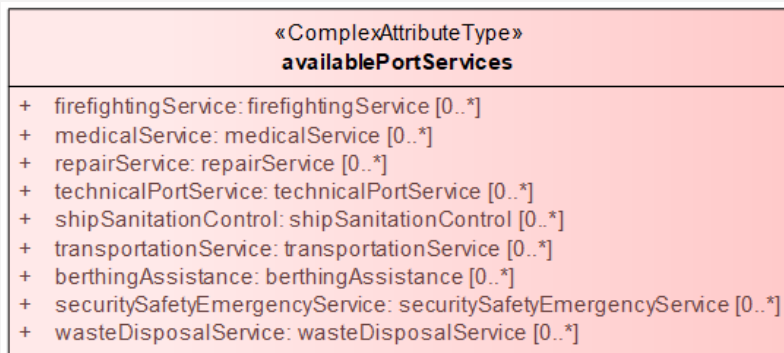 «ComplexAttributeType»
availablePortServices
+ firefightingService: firefightingService [0..*]
+ medicalService: medicalService [0..*]
+ repairService: repairService [0..*]
+ technicalPortService: technicalPortService [0..*]
+ shipSanitationControl: shipSanitationControl [0..*]
+ transportationService: transportationService [0..*]
+ berthingAssistance: berthingAssistance [0..*]
+ securitySafetyEmergencyService: securitySafetyEmergencyService [0..*]
+ wasteDisposalService: wasteDisposalService [0..*]